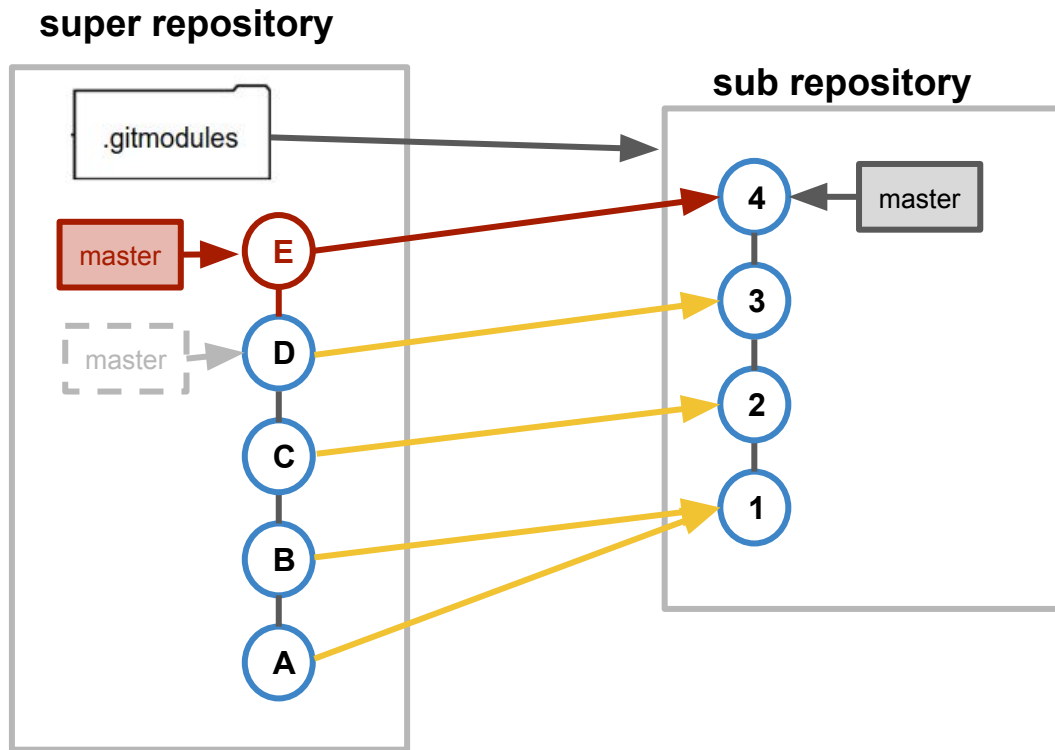 super repository
.gitmodules
master
E
master
D
C
B
A
sub repository
4
master
3
2
1